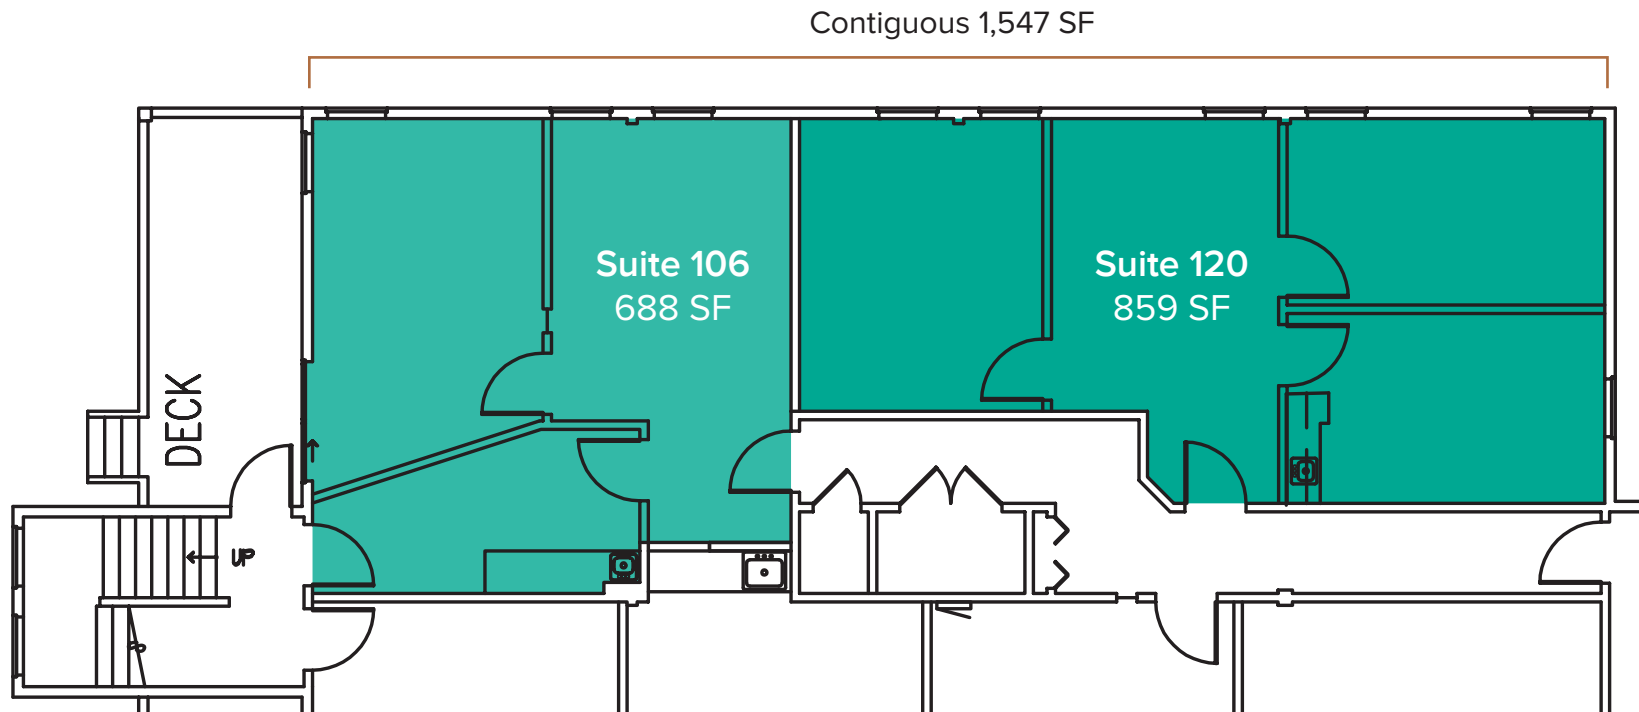 Contiguous 1,547 SF
Suite 106
688 SF
Suite 120
859 SF
DECK
UP